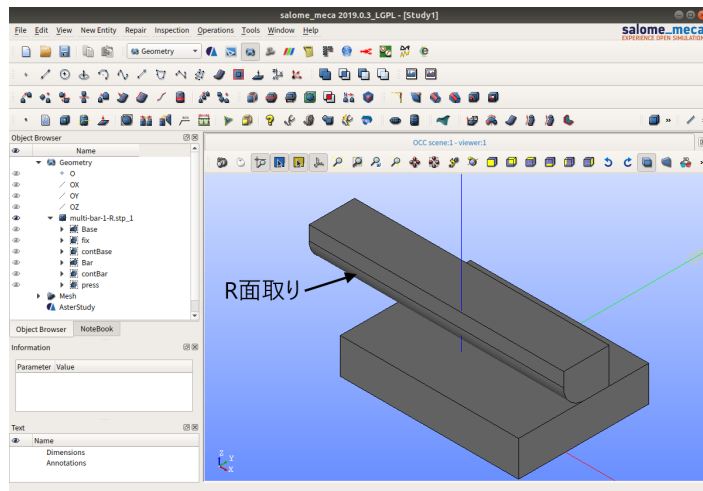 salome_meca 2019.0.3_LGPL - [Study1]
File Edit View New Entity Repair Inspection Operations Tools Window Help
salome_meca
EXPERIENCE OPEN SIMULATION
Geometry
Object Browser
Name
Geometry
O
OX
OY
OZ
multi-bar-1-R.stp_1
Base
fix
contBase
Bar
contBar
press
Mesh
AsterStudy
Object Browser NoteBook
Information
Parameter Value
Text
Name
Dimensions
Annotations
OCC scene:1 - viewer:1
R面取り
Z
Y
X